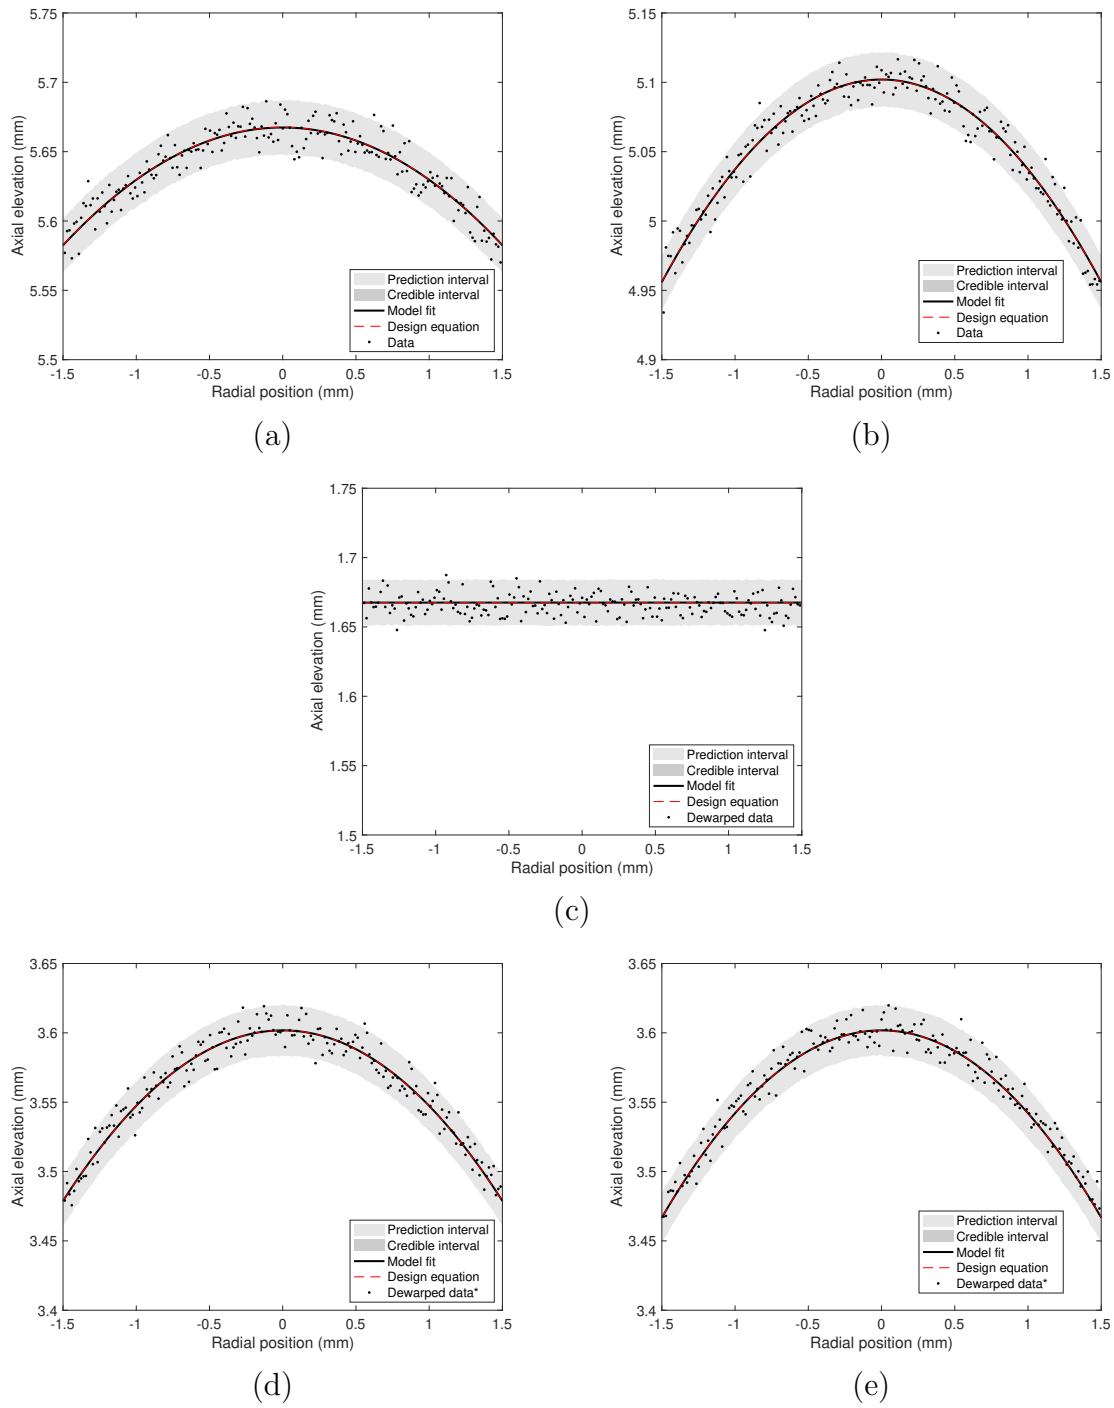 5.75
5.7
5.65
5.6
5.55
5.5
Axial elevation (mm)
Prediction interval
Credible interval
Model fit
Design equation
Data
-1.5 -1 -0.5 0 0.5 1 1.5
Radial position (mm)
(a)
5.15
5.1
5.05
5
4.95
4.9
Axial elevation (mm)
Prediction interval
Credible interval
Model fit
Design equation
Data
-1.5 -1 -0.5 0 0.5 1 1.5
Radial position (mm)
(b)
1.75
1.7
1.65
1.6
1.55
1.5
Axial elevation (mm)
Prediction interval
Credible interval
Model fit
Design equation
Dewarped data
-1.5 -1 -0.5 0 0.5 1 1.5
Radial position (mm)
(c)
3.65
3.6
3.55
3.5
3.45
3.4
Axial elevation (mm)
Prediction interval
Credible interval
Model fit
Design equation
Dewarped data*
-1.5 -1 -0.5 0 0.5 1 1.5
Radial position (mm)
(d)
3.65
3.6
3.55
3.5
3.45
3.4
Axial elevation (mm)
Prediction interval
Credible interval
Model fit
Design equation
Dewarped data*
-1.5 -1 -0.5 0 0.5 1 1.5
Radial position (mm)
(e)